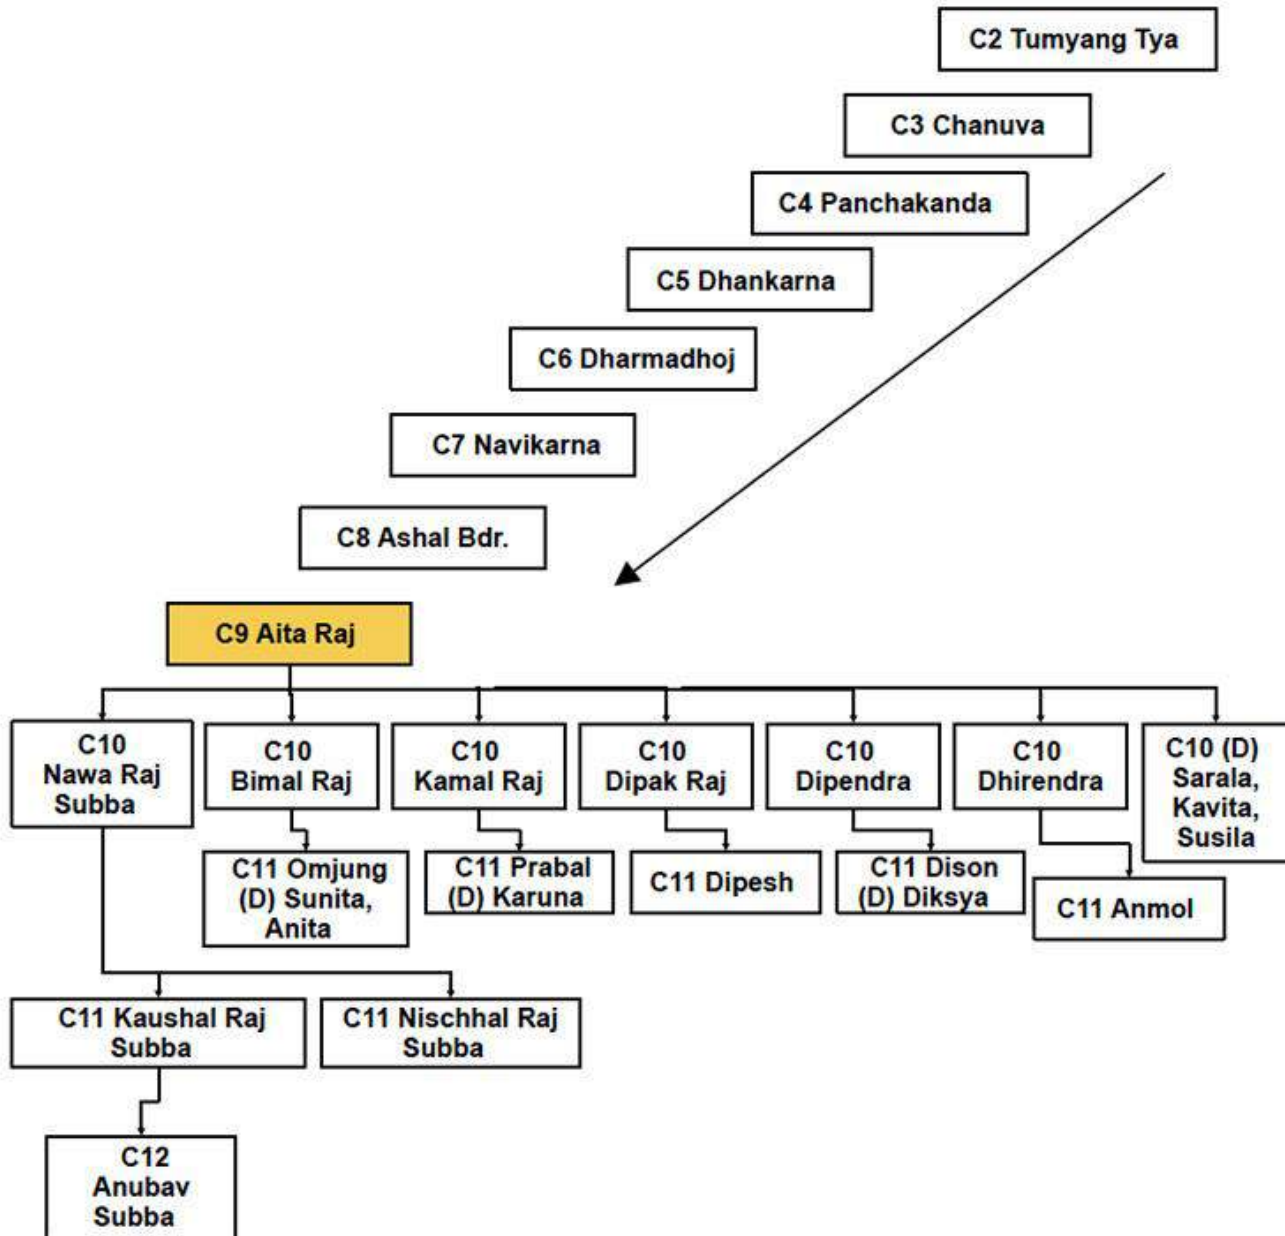 C2 Tumyang Tya
C3 Chanuva
C4 Panchakanda
C5 Dhankarna
C6 Dharmadhoj
C7 Navikarna
C8 Ashal Bdr.
C9 Aita Raj
C10
Nawa Raj
Subba
C10
Bimal Raj
C10
Kamal Raj
C10
Dipak Raj
C10
Dipendra
C10
Dhirendra
C10 (D)
Sarala,
Kavita,
Susila
C11 Omjung
(D) Sunita,
Anita
C11 Prabal
(D) Karuna
C11 Dipesh
C11 Dison
(D) Diksya
C11 Anmol
C11 Kaushal Raj
Subba
C11 Nischhal Raj
Subba
C12
Anubav
Subba